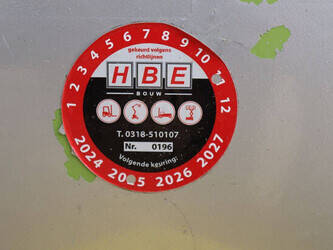 1 2 3 4 5 6 7 8 9 10 12
gekeurd volgens
richtlijnen
HBE
BOUW
T. 0318-510107
Nr. 0196
Volgende keuring:
2024 2025 2026 2027